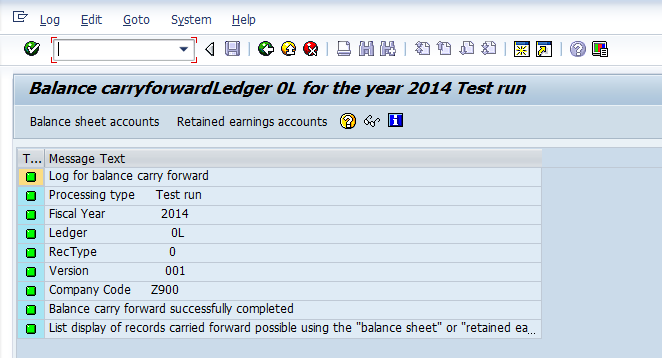 Log Edit Goto System Help
Balance carryforwardLedger 0L for the year 2014 Test run
Balance sheet accounts Retained earnings accounts
T... Message Text
Log for balance carry forward
Processing type Test run
Fiscal Year 2014
Ledger 0L
RecType 0
Version 001
Company Code Z900
Balance carry forward successfully completed
List display of records carried forward possible using the "balance sheet" or "retained ea...